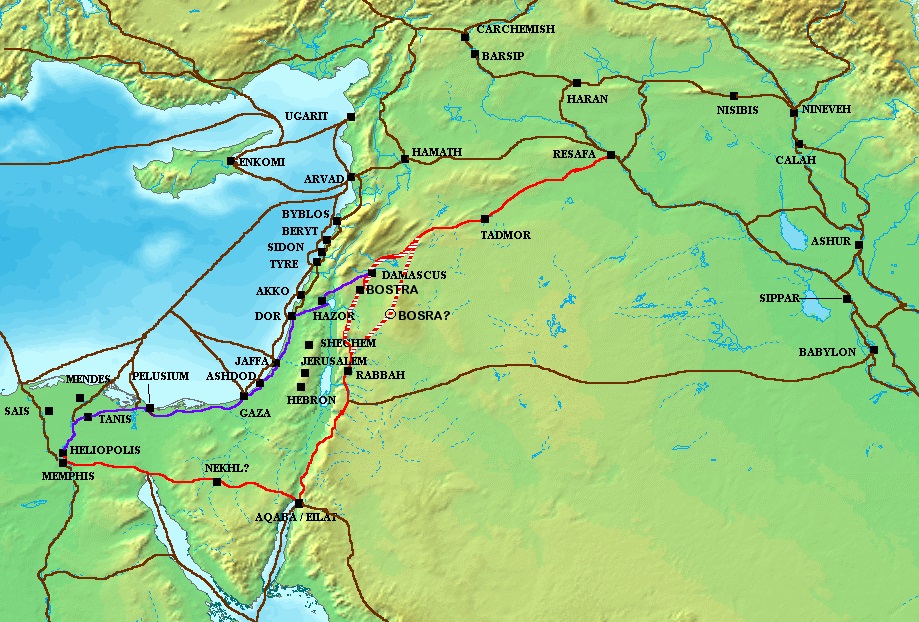 CARCHEMISH
BARSIP
HARAN
NISIBIS
NINEVEH
UGARIT
CALAH
HAMATH
RESAFA
ENKOMI
ARVAD
BYBLOS
BERYT
TADMOR
SIDON
ASHUR
TYRE
DAMASCUS
AKKO
BOSTRA
SIPPAR
DOR
HAZOR
BOSRA?
SHECHEM
BABYLON
JAFFA
JERUSALEM
MENDES
PELUSIUM
ASHDOD
RABBAH
HEBRON
SAIS
TANIS
GAZA
HELIOPOLIS
NEKHL?
MEMPHIS
AQABA / EILAT